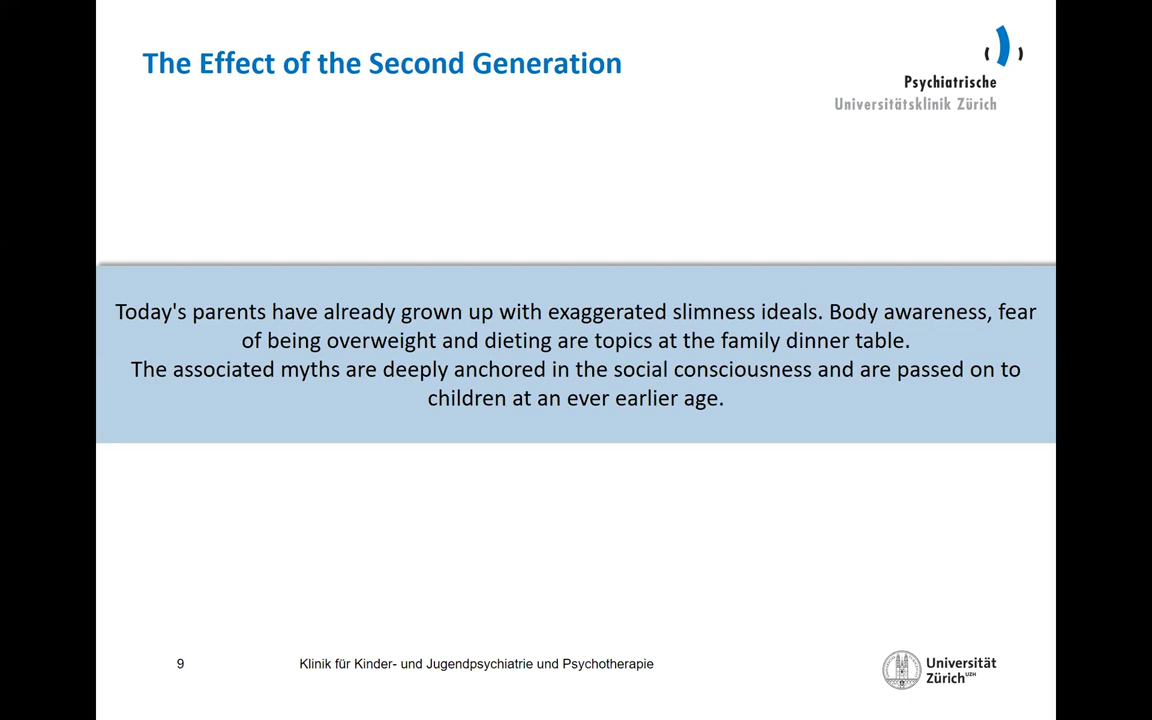 The Effect of the Second Generation
Psychiatrische
Universitätsklinik Zürich
Today's parents have already grown up with exaggerated slimness ideals. Body awareness, fear
of being overweight and dieting are topics at the family dinner table.
The associated myths are deeply anchored in the social consciousness and are passed on to
children at an ever earlier age.
9
Klinik für Kinder- und Jugendpsychiatrie und Psychotherapie
Universität
Zürich UZH